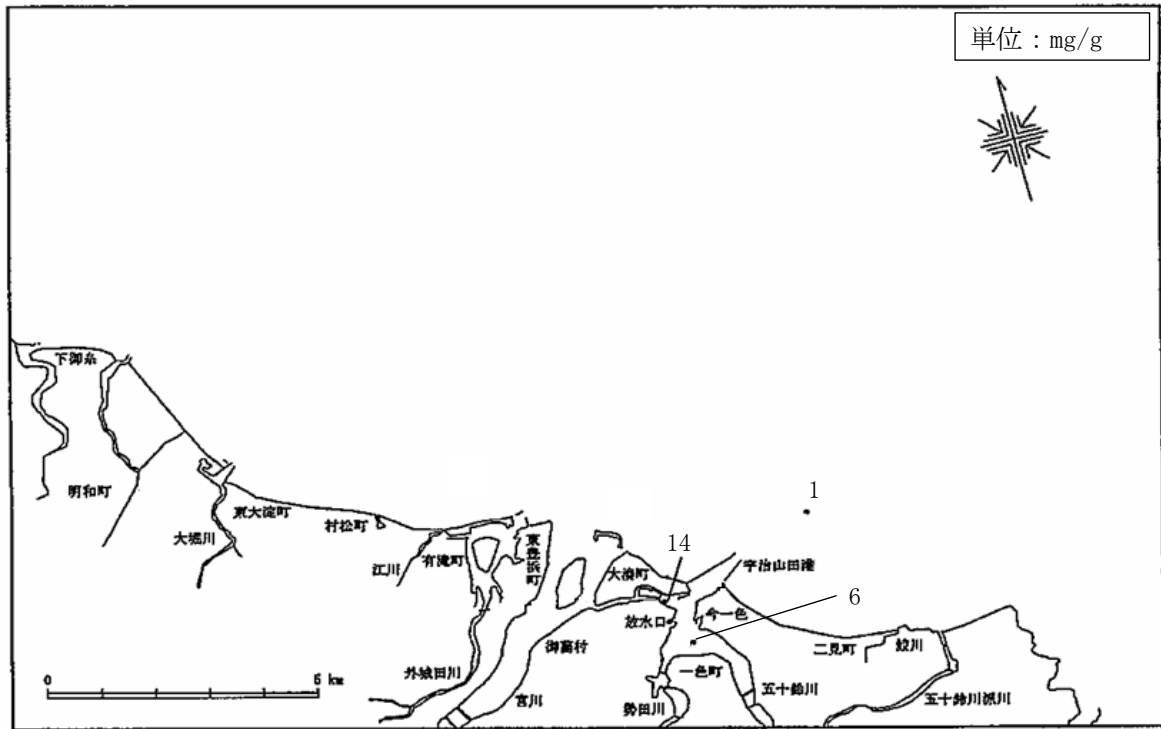 単位：mg/g
下御糸
明和町
大堀川
東大淀町
村松町
江川
有滝町
東豊浜町
外城田川
宮川
御薗村
大湊町
14
1
宇治山田港
今一色
放水口
6
一色町
勢田川
五十鈴川
二見町
鮫川
五十鈴川派川
0
5 km